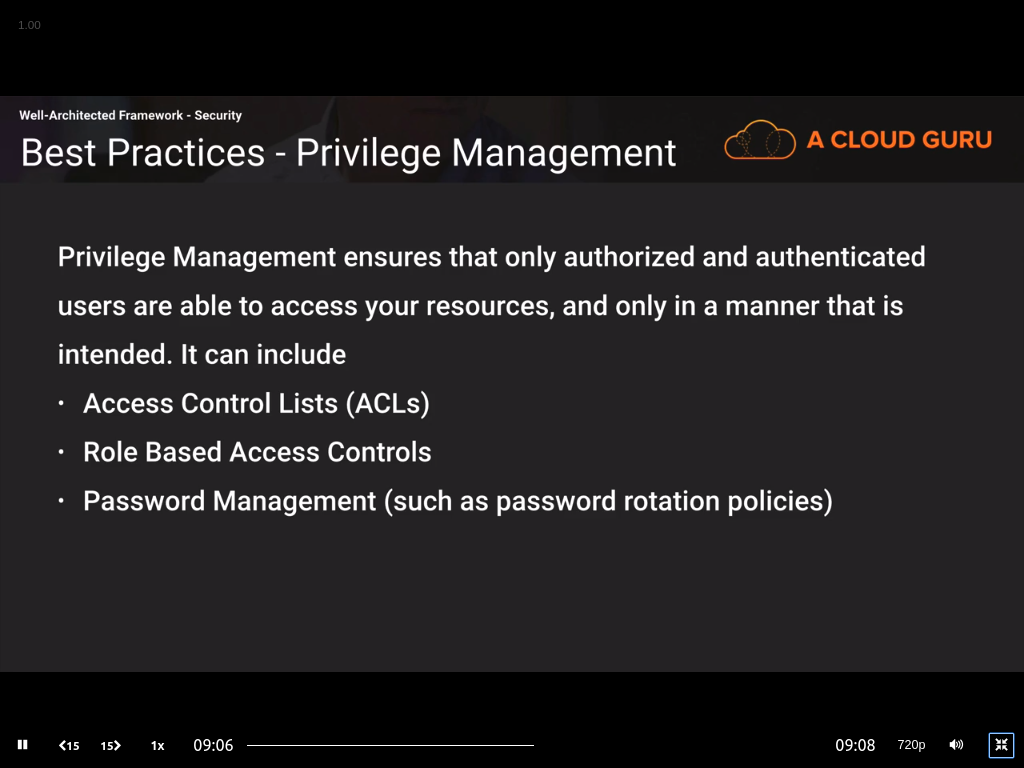 1.00
Well-Architected Framework - Security
Best Practices - Privilege Management
A CLOUD GURU
Privilege Management ensures that only authorized and authenticated
users are able to access your resources, and only in a manner that is
intended. It can include
• Access Control Lists (ACLs)
• Role Based Access Controls
• Password Management (such as password rotation policies)
15 15 1x 09:06 09:08 720p